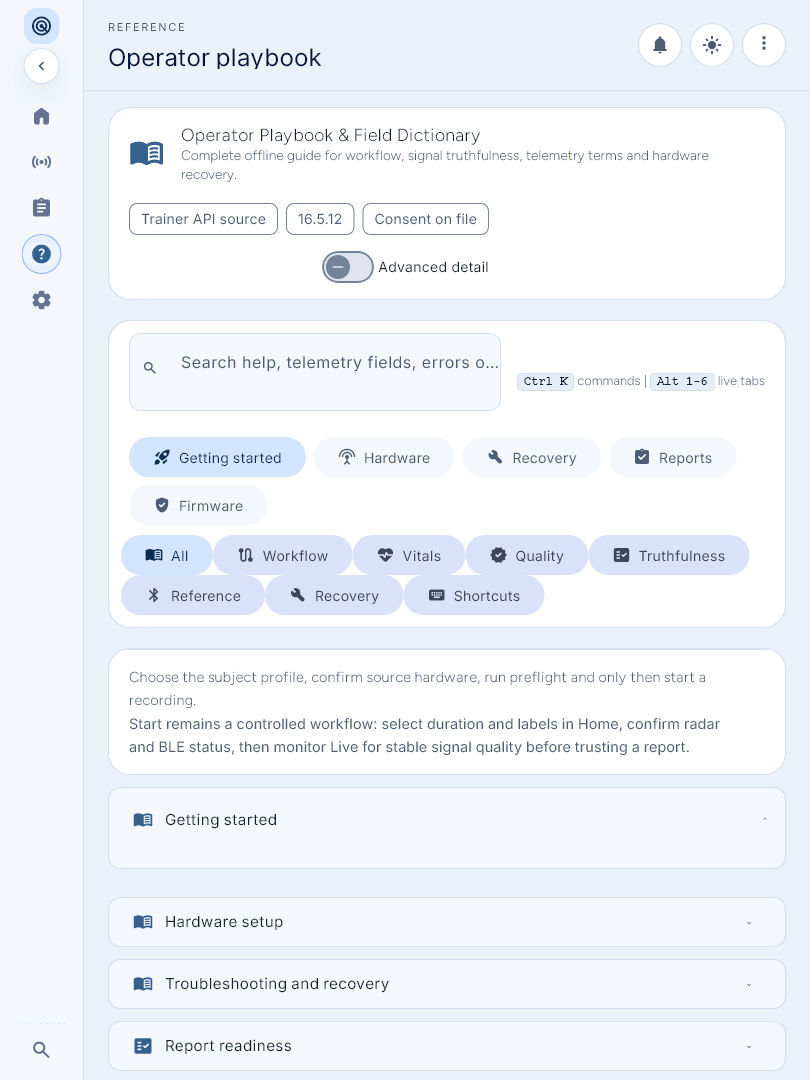 REFERENCE
Operator playbook
Operator Playbook & Field Dictionary
Complete offline guide for workflow, signal truthfulness, telemetry terms and hardware
recovery.
Trainer API source 16.5.12 Consent on file
Advanced detail
Search help, telemetry fields, errors o...
Ctrl K commands | Alt 1-6 live tabs
Getting started Hardware Recovery Reports
Firmware
All Workflow Vitals Quality Truthfulness
Reference Recovery Shortcuts
Choose the subject profile, confirm source hardware, run preflight and only then start a
recording.
Start remains a controlled workflow: select duration and labels in Home, confirm radar
and BLE status, then monitor Live for stable signal quality before trusting a report.
Getting started
Hardware setup
Troubleshooting and recovery
Report readiness